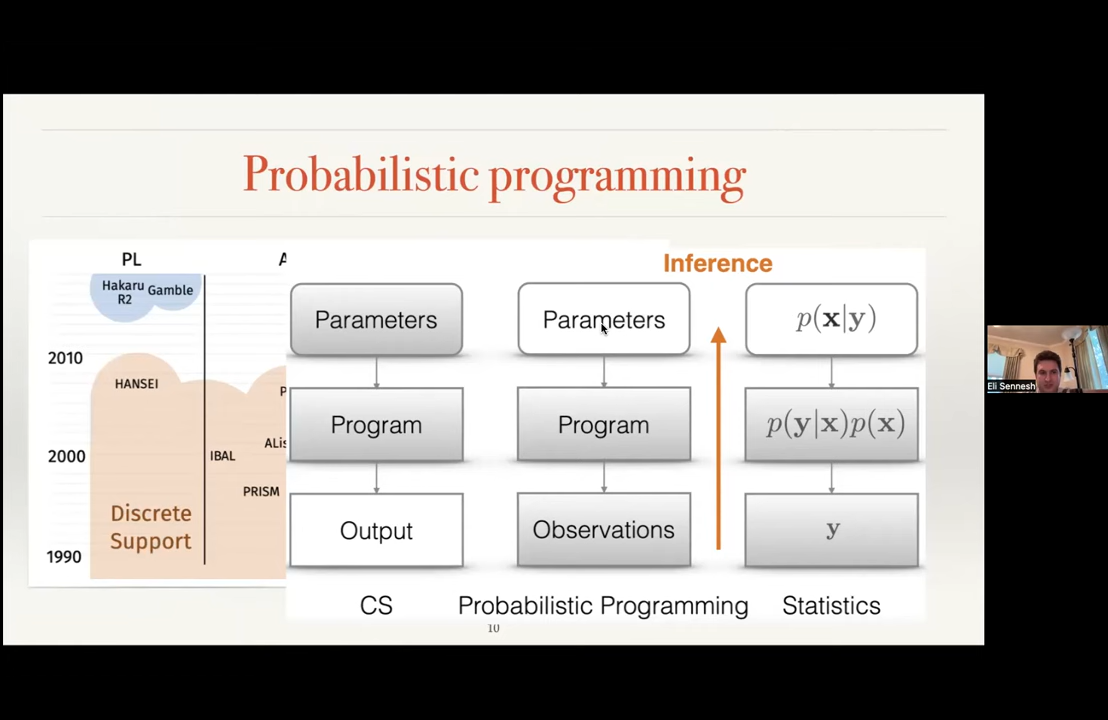 Probabilistic programming
PL
A
Hakaru
R2
Gamble
2010
HANSEI
P
2000
IBAL
ALis
PRISM
Discrete
Support
1990
Inference
Parameters
Parameters
p(x|y)
Program
Program
p(y|x)p(x)
Output
Observations
y
CS
Probabilistic Programming
Statistics
10
Eli Sennesh